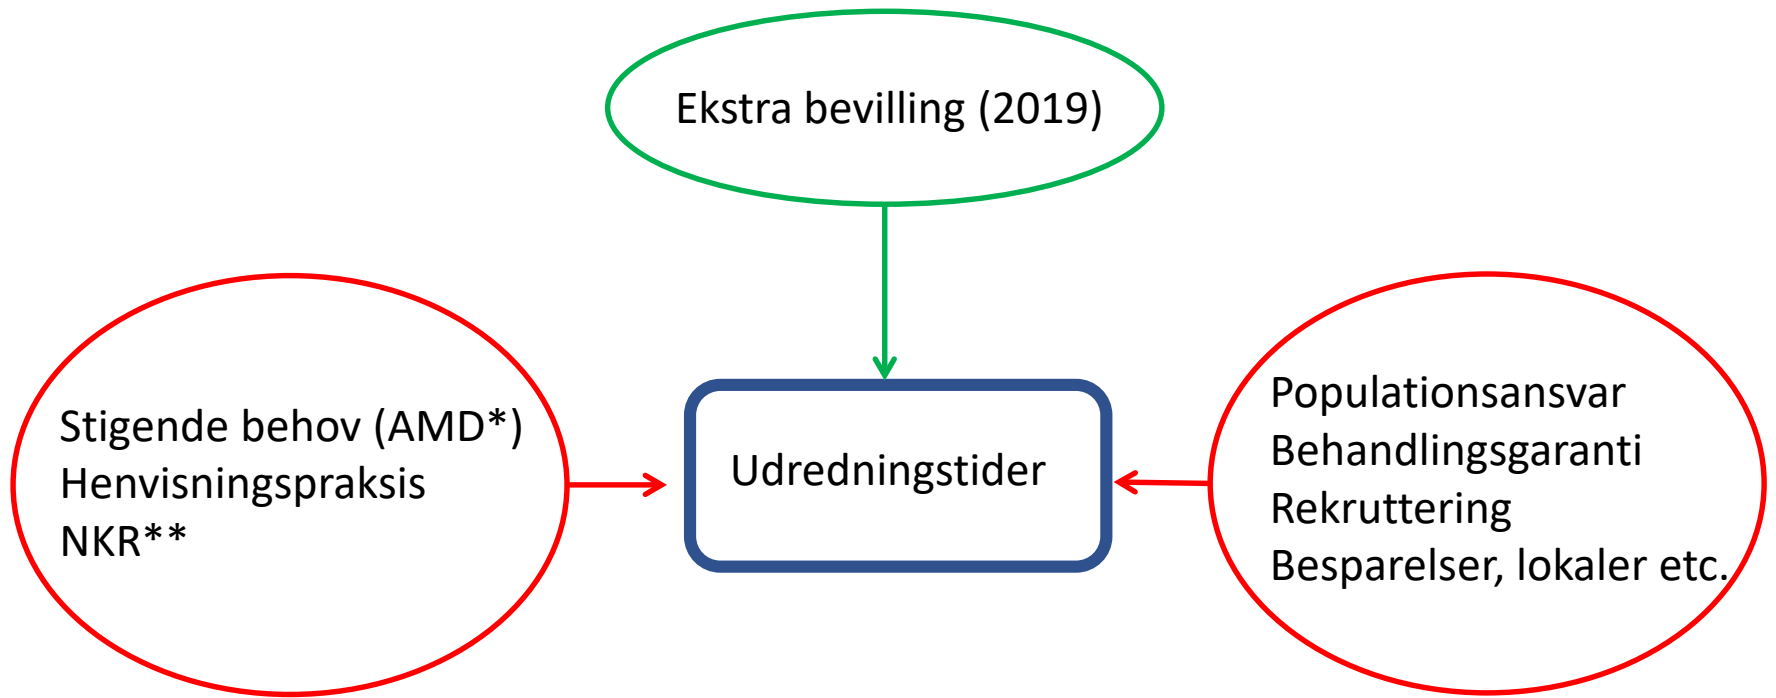 Ekstra bevilling (2019)
Stigende behov (AMD*)
Henvisningspraksis
NKR**
Udredningstider
Populationsansvar
Behandlingsgaranti
Rekruttering
Besparelser, lokaler etc.